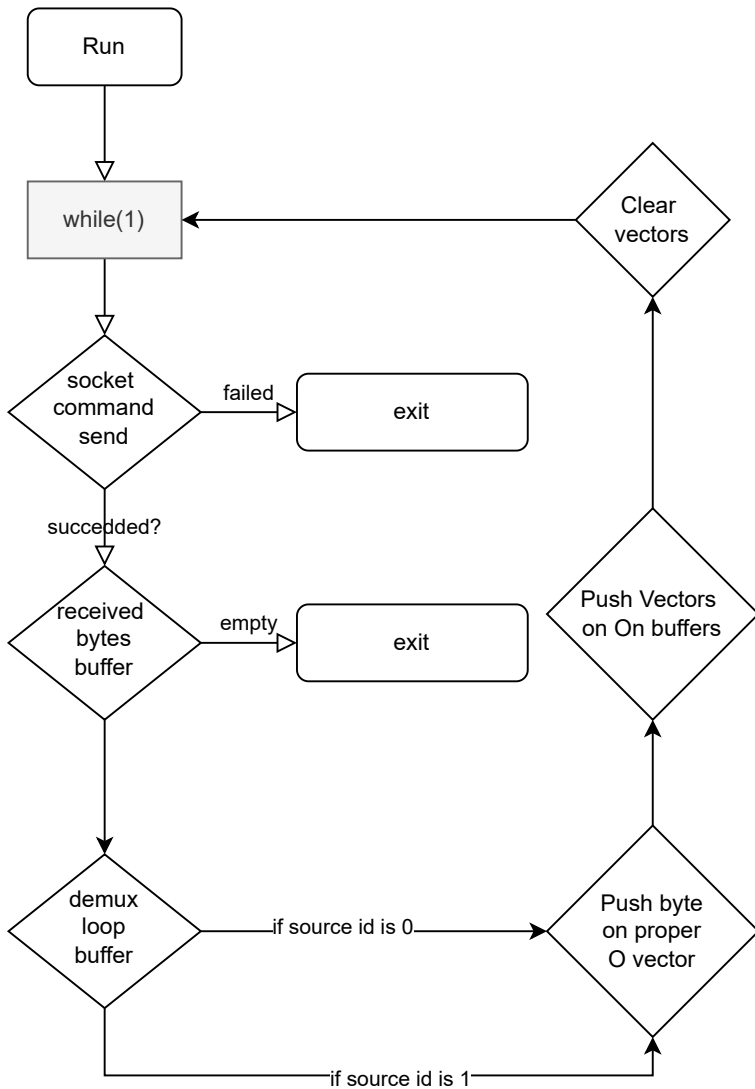 Run
while(1)
Clear
vectors
socket
command
send
failed
exit
succedded?
received
bytes
buffer
empty
exit
Push Vectors
on On buffers
demux
loop
buffer
if source id is 0
Push byte
on proper
O vector
if source id is 1